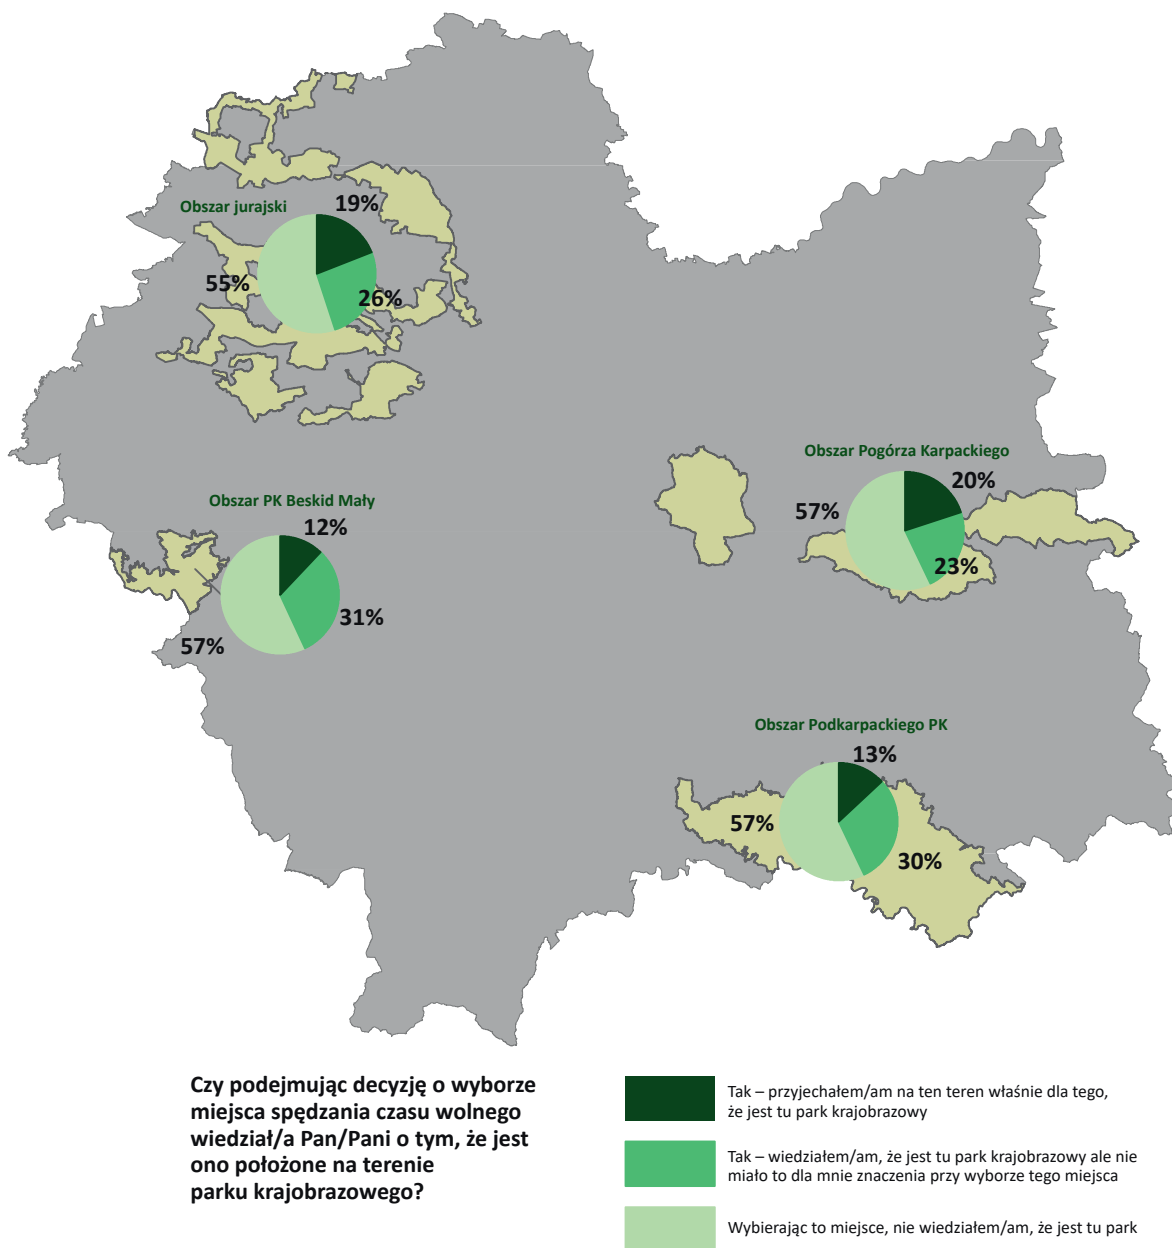 Obszar jurajski
19%
55%
26%
Obszar Pogórza Karpackiego
20%
57%
23%
Obszar PK Beskid Mały
12%
31%
57%
Obszar Podkarpackiego PK
13%
57%
30%
Czy podejmując decyzję o wyborze
miejsca spędzania czasu wolnego
wiedział/a Pan/Pani o tym, że jest
ono położone na terenie
parku krajobrazowego?
Tak – przyjechałem/am na ten teren właśnie dla tego,
że jest tu park krajobrazowy
Tak – wiedziałem/am, że jest tu park krajobrazowy ale nie
miało to dla mnie znaczenia przy wyborze tego miejsca
Wybierając to miejsce, nie wiedziałem/am, że jest tu park